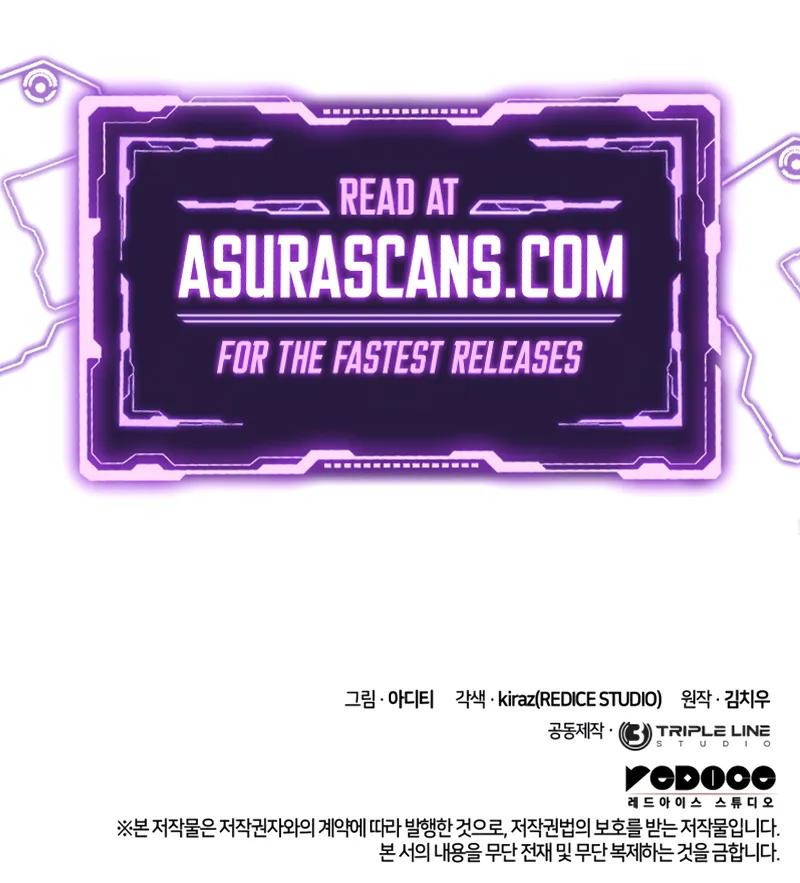 READ AT
ASURASCANS.COM
FOR THE FASTEST RELEASES
그림 · 아디티 각색 · kiraz(REDICE STUDIO) 원작 · 김치우
공동제작 · 3 TRIPLE LINE
STUDIO
REDICE
레드아이스 스튜디오
※본 저작물은 저작권자와의 계약에 따라 발행한 것으로, 저작권법의 보호를 받는 저작물입니다.
본 서의 내용을 무단 전재 및 무단 복제하는 것을 금합니다.